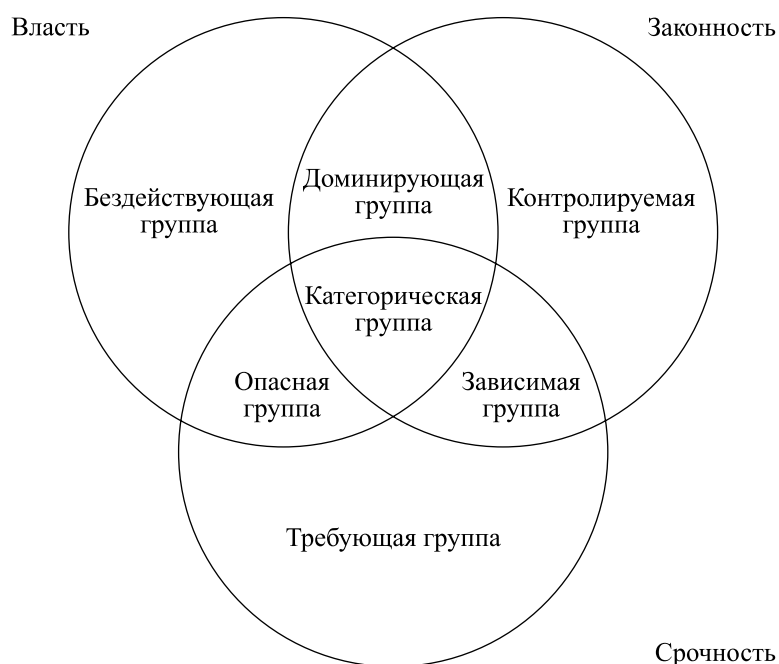 Власть
Законность
Бездействующая
группа
Доминирующая
группа
Контролируемая
группа
Категорическая
группа
Опасная
группа
Зависимая
группа
Требующая группа
Срочность